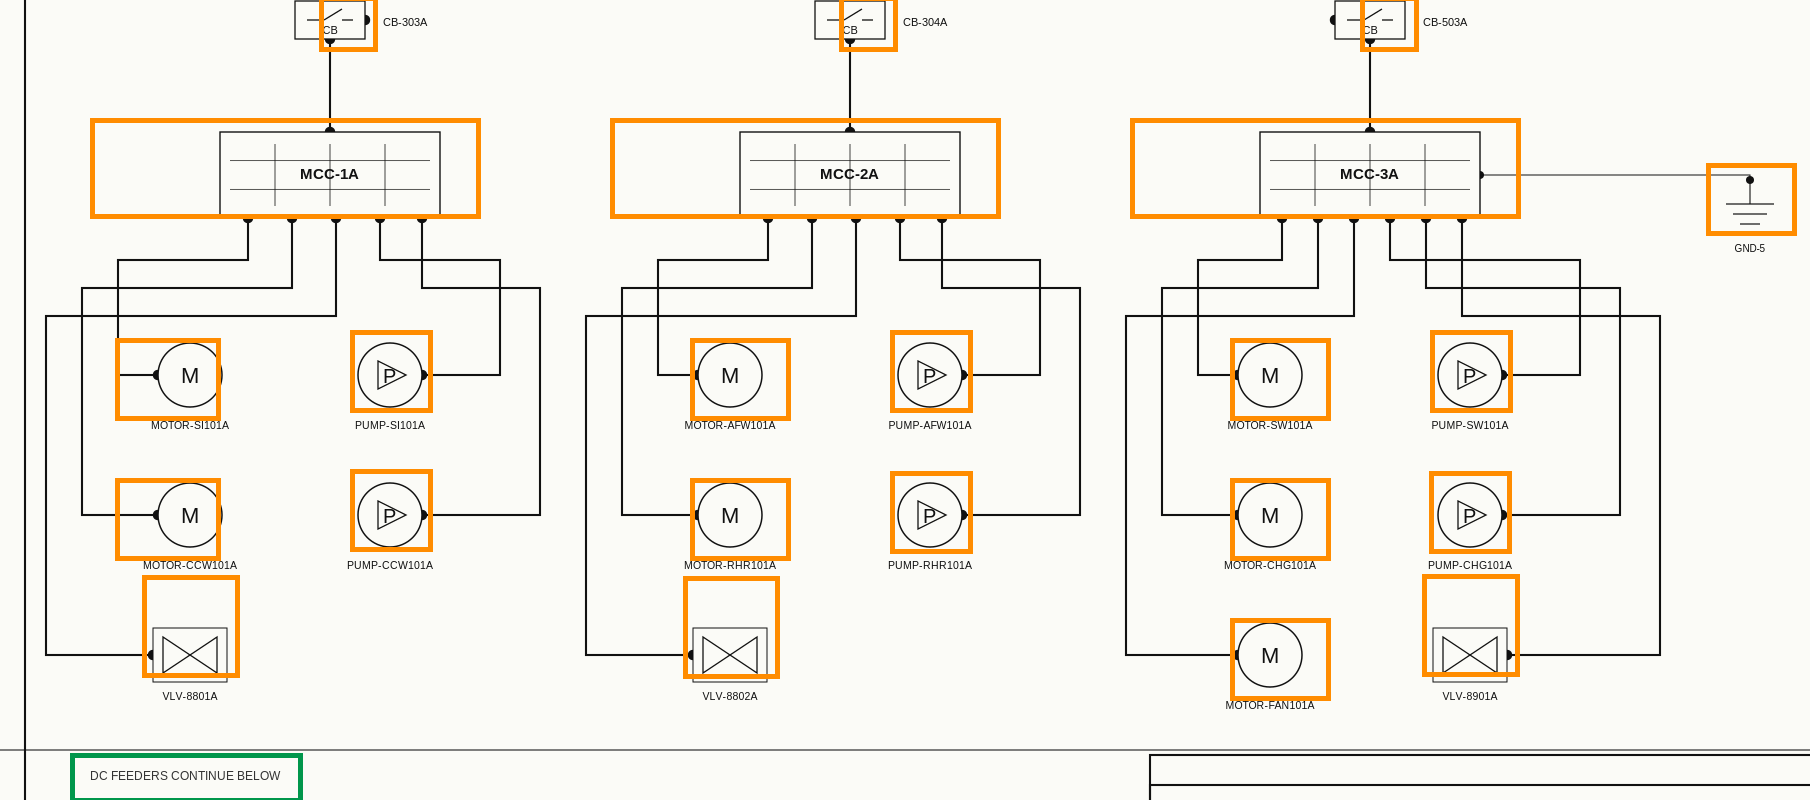 CB CB-303A
CB CB-304A
CB CB-503A
MCC-1A
MCC-2A
MCC-3A
GND-5
M
P
M
P
M
P
MOTOR-SI101A
PUMP-SI101A
MOTOR-AFW101A
PUMP-AFW101A
MOTOR-SW101A
PUMP-SW101A
M
P
M
P
M
P
MOTOR-CCW101A
PUMP-CCW101A
MOTOR-RHR101A
PUMP-RHR101A
MOTOR-CHG101A
PUMP-CHG101A
M
VLV-8801A
VLV-8802A
MOTOR-FAN101A
VLV-8901A
DC FEEDERS CONTINUE BELOW